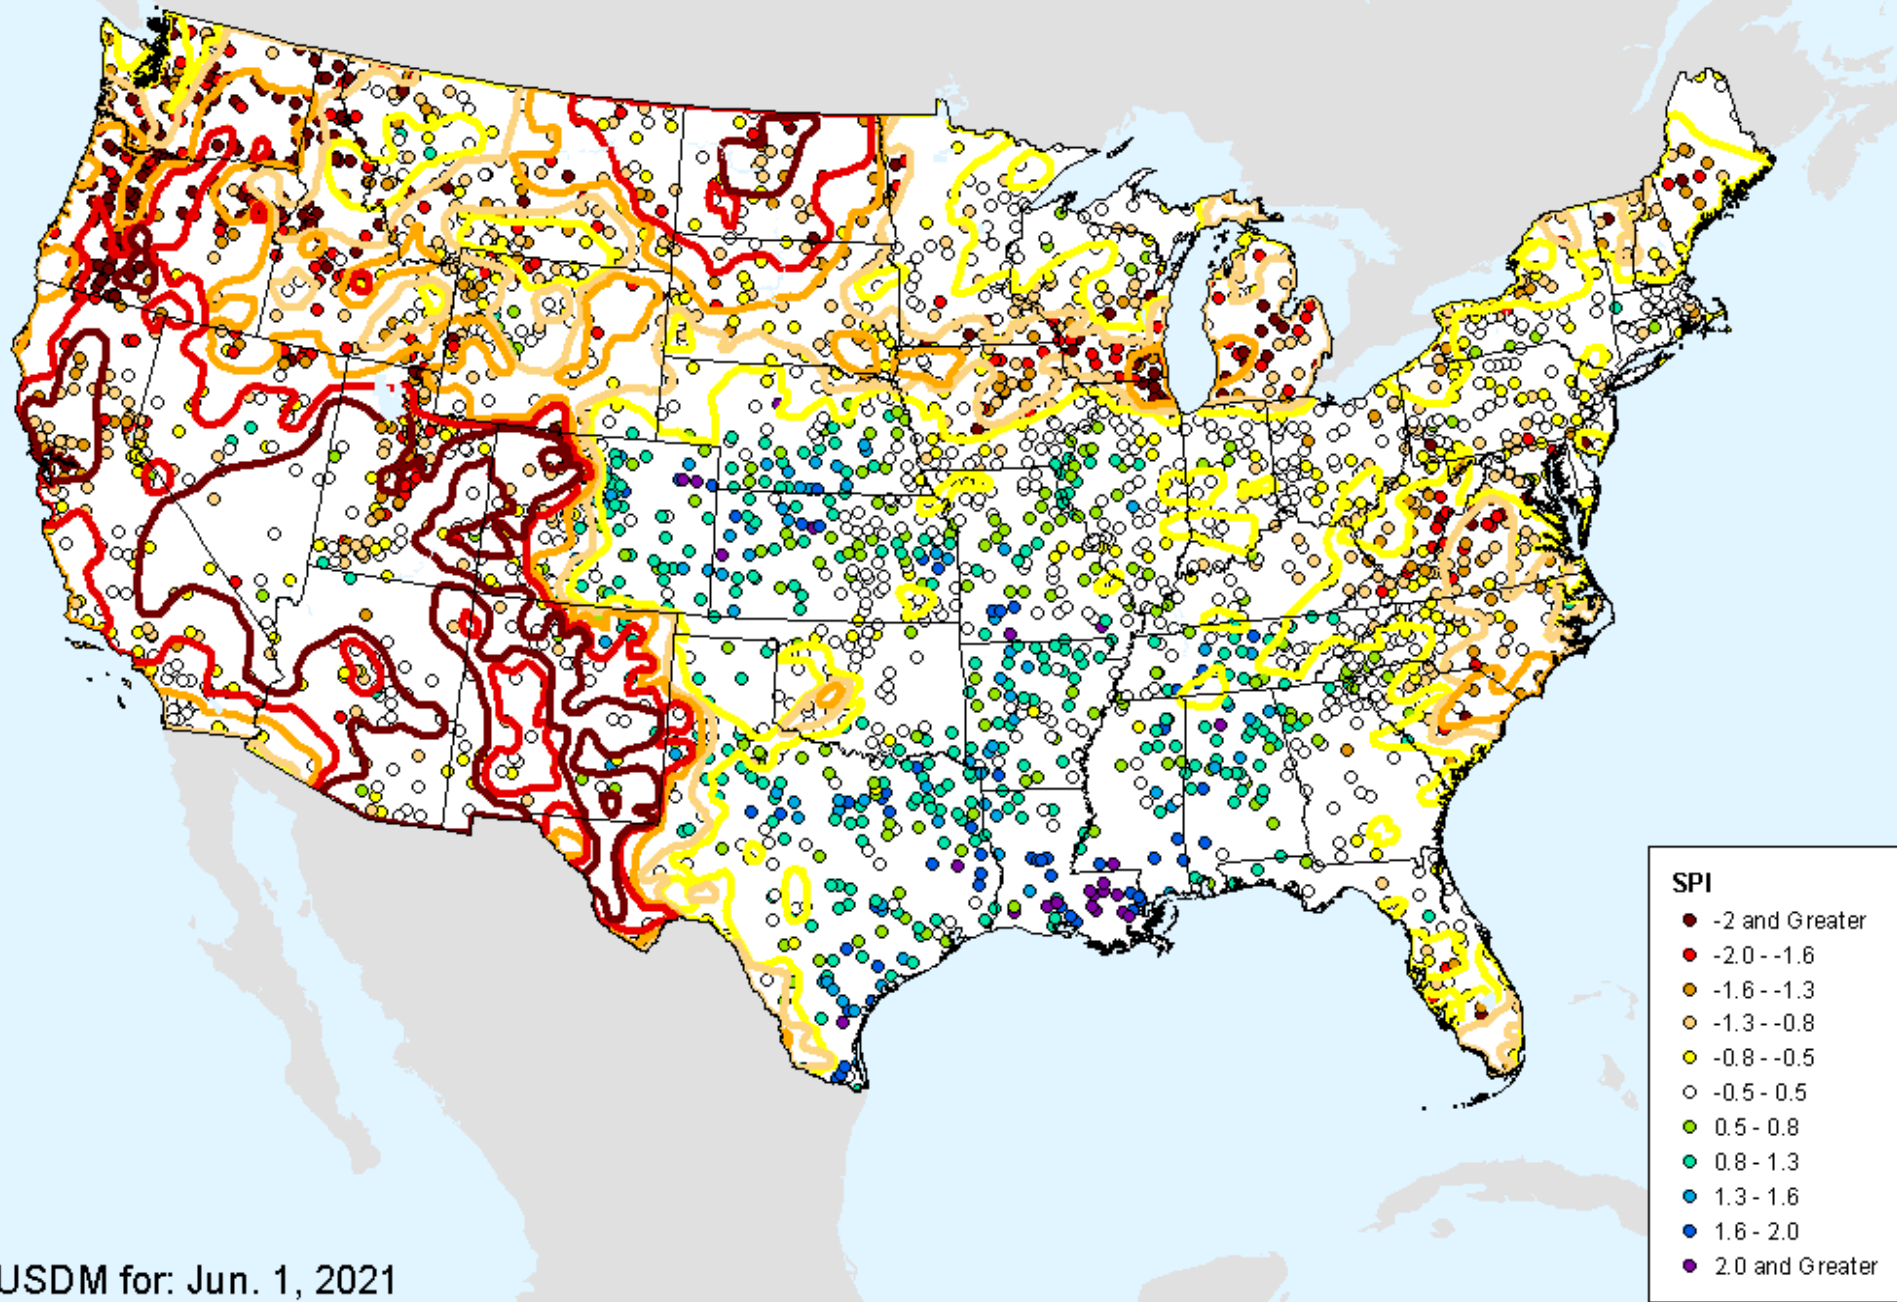 SPI
-2 and Greater
-2.0 - -1.6
-1.6 - -1.3
-1.3 - -0.8
-0.8 - -0.5
-0.5 - 0.5
0.5 - 0.8
0.8 - 1.3
1.3 - 1.6
1.6 - 2.0
2.0 and Greater
USDM for: Jun. 1, 2021